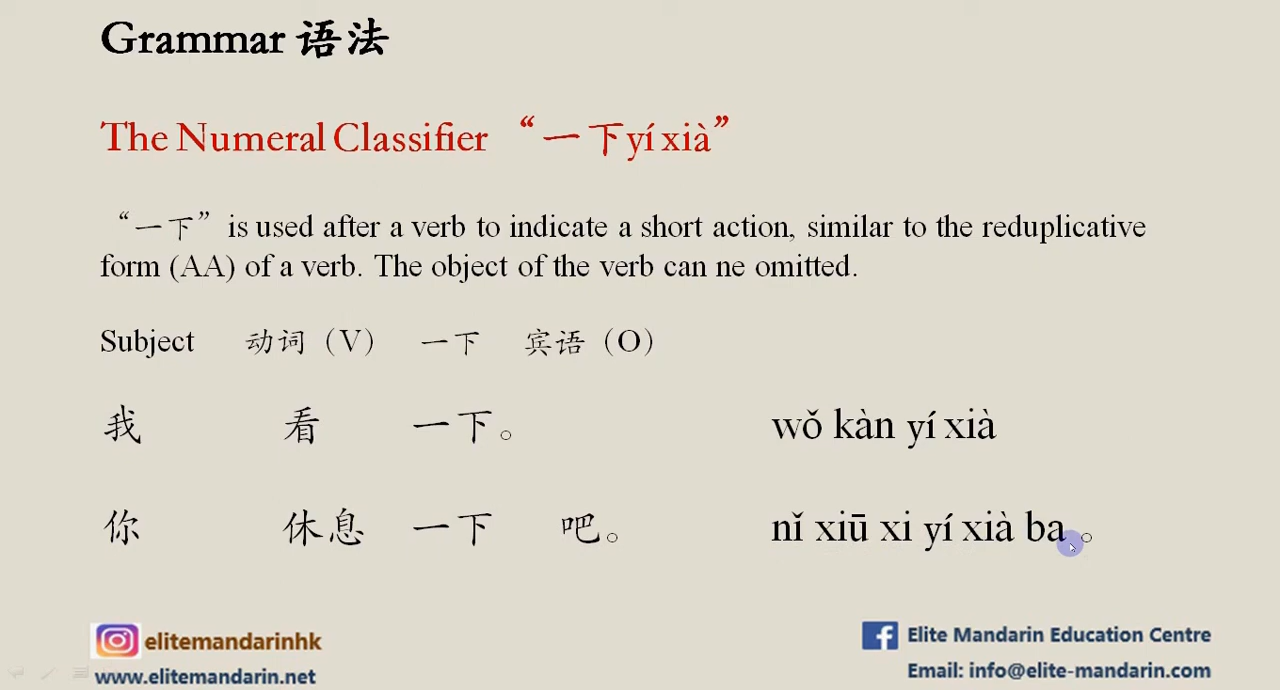 Grammar 语法
The Numeral Classifier “一下yí xià”
“一下” is used after a verb to indicate a short action, similar to the reduplicative
form (AA) of a verb. The object of the verb can ne omitted.
Subject 动词（V） 一下 宾语（O）
我 看 一下。 wǒ kàn yí xià
你 休息 一下 吧。 nǐ xiū xi yí xià ba 。
elitemandarinhk
www.elitemandarin.net
Elite Mandarin Education Centre
Email: info@elite-mandarin.com